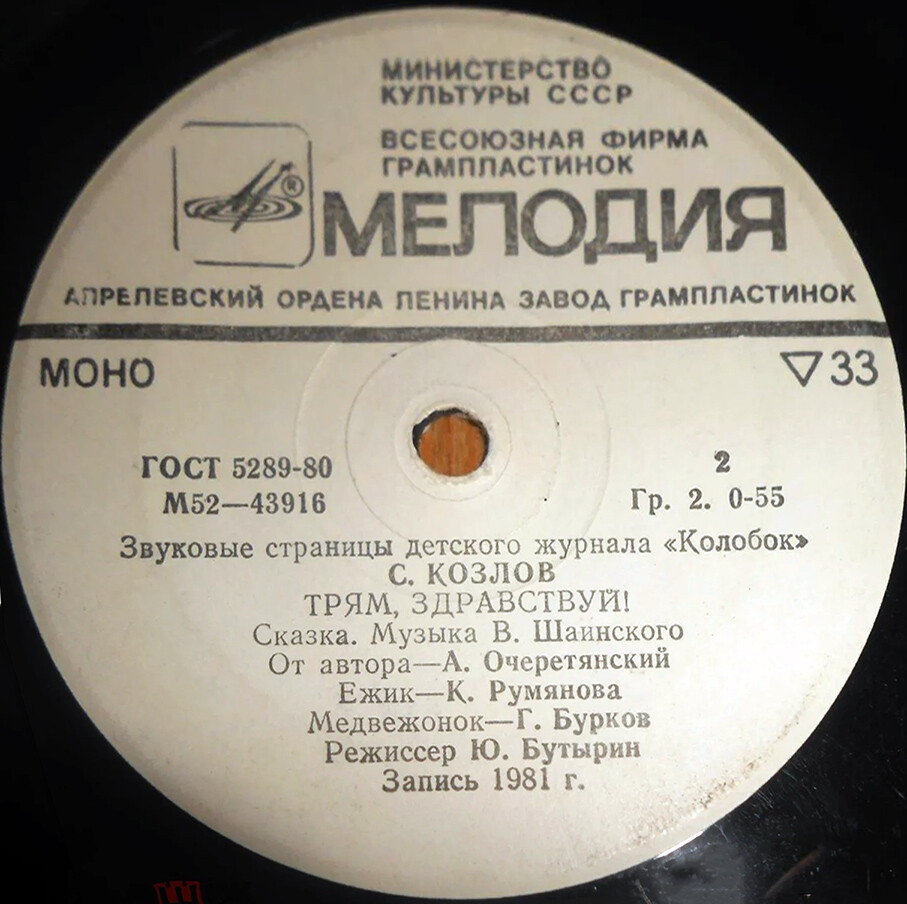 МИНИСТЕРСТВО
КУЛЬТУРЫ СССР
ВСЕСОЮЗНАЯ ФИРМА
ГРАМПЛАСТИНОК
®
МЕЛОДИЯ
АПРЕЛЕВСКИЙ ОРДЕНА ЛЕНИНА ЗАВОД ГРАМПЛАСТИНОК
МОНО ▽33
ГОСТ 5289-80 2
М52—43916 Гр. 2. 0-55
Звуковые страницы детского журнала «Колобок»
С. КОЗЛОВ
ТРЯМ, ЗДРАВСТВУЙ!
Сказка. Музыка В. Шаинского
От автора—А. Очеретянский
Ежик—К. Румянова
Медвежонок—Г. Бурков
Режиссер Ю. Бутырин
Запись 1981 г.